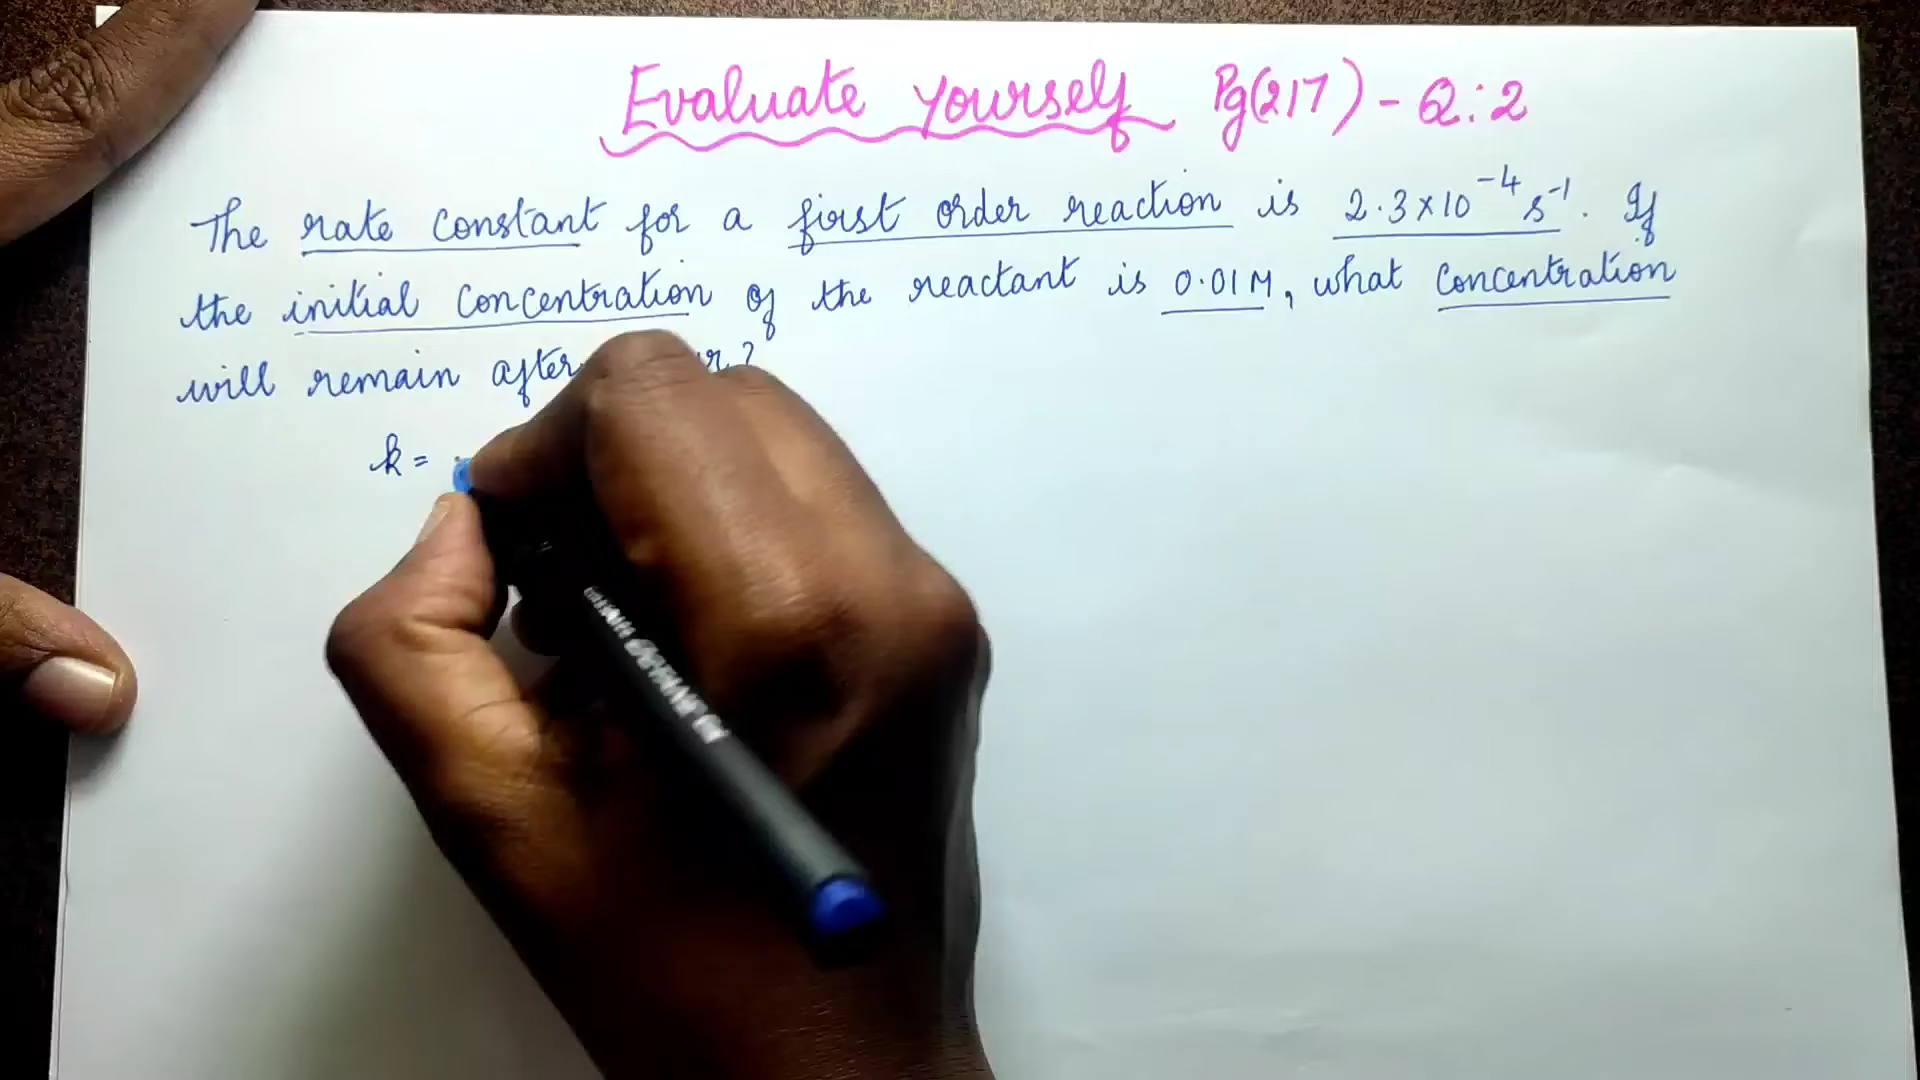 Evaluate yourself Pg(217) - Q:2
The rate constant for a first order reaction is 2.3×10⁻⁴ s⁻¹. If
the initial concentration of the reactant is 0.01M, what concentration
will remain after
k =